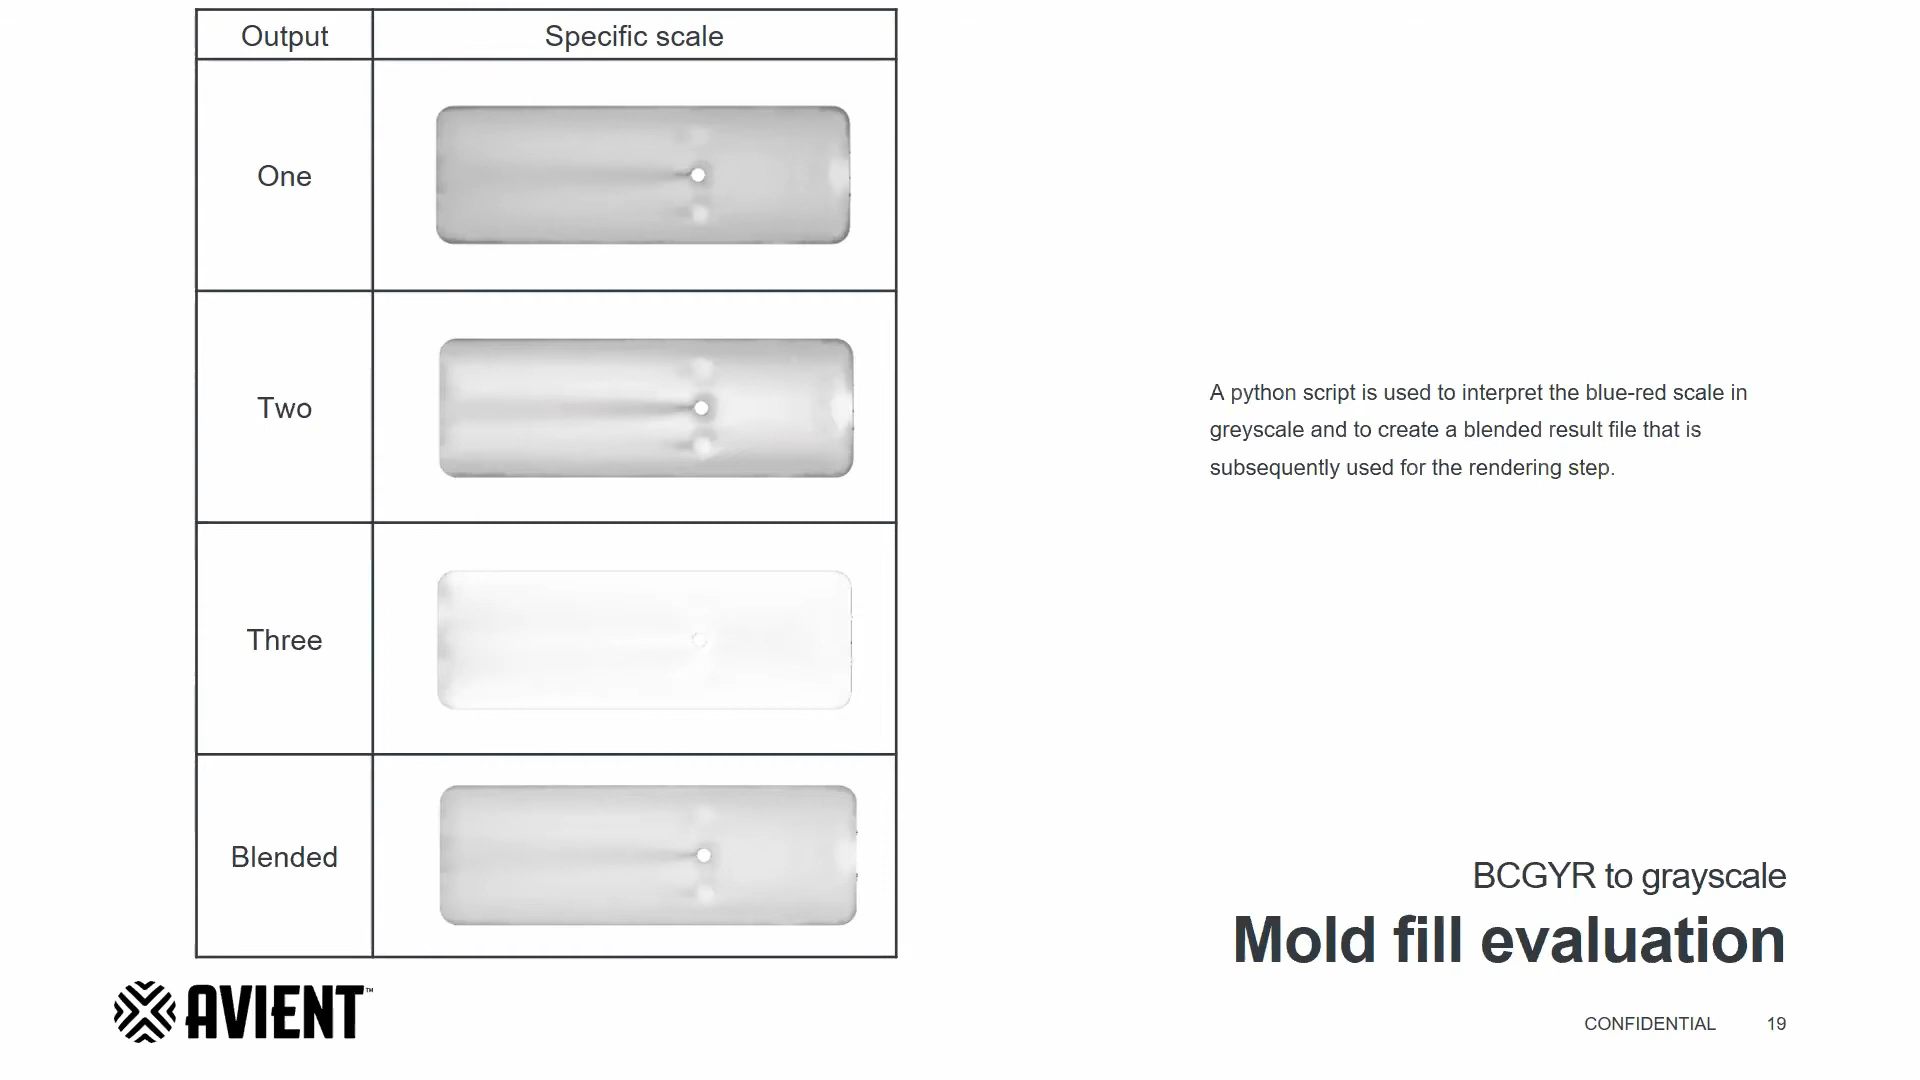 Output
Specific scale
One
Two
Three
Blended
A python script is used to interpret the blue-red scale in
greyscale and to create a blended result file that is
subsequently used for the rendering step.
BCGYR to grayscale
Mold fill evaluation
AVIENT™
CONFIDENTIAL
19